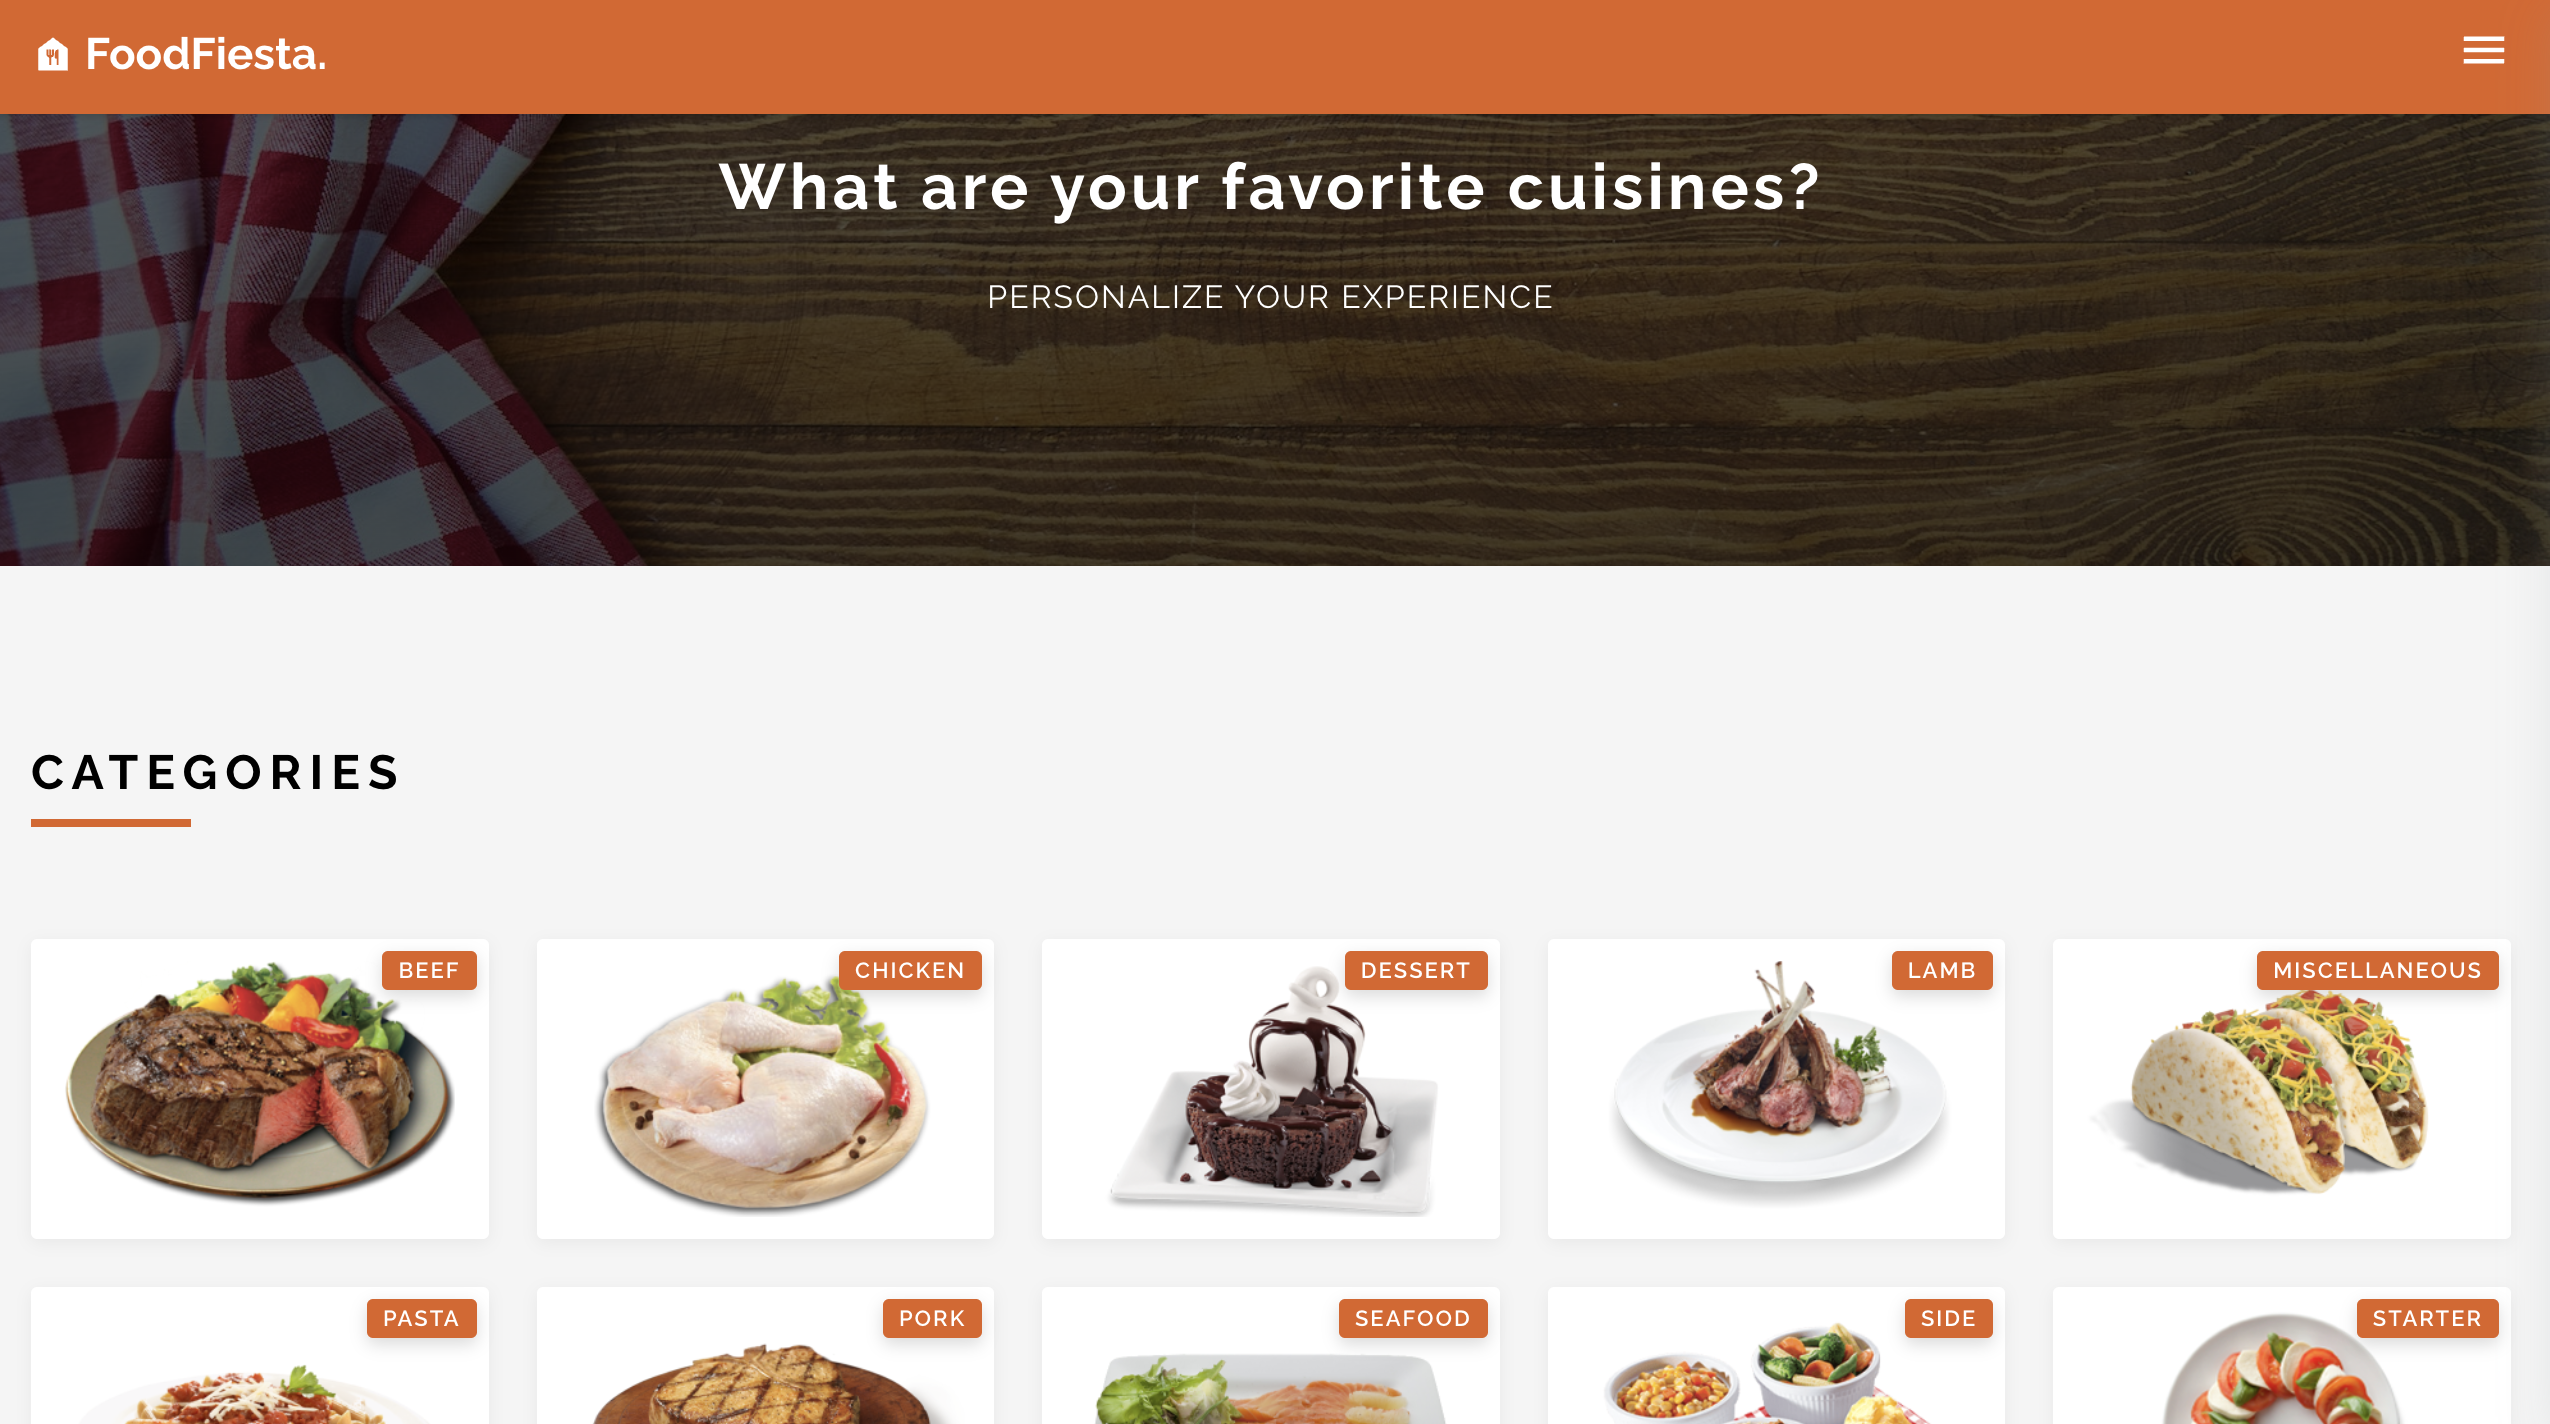 FoodFiesta.
What are your favorite cuisines?
PERSONALIZE YOUR EXPERIENCE
CATEGORIES
BEEF
CHICKEN
DESSERT
LAMB
MISCELLANEOUS
PASTA
PORK
SEAFOOD
SIDE
STARTER